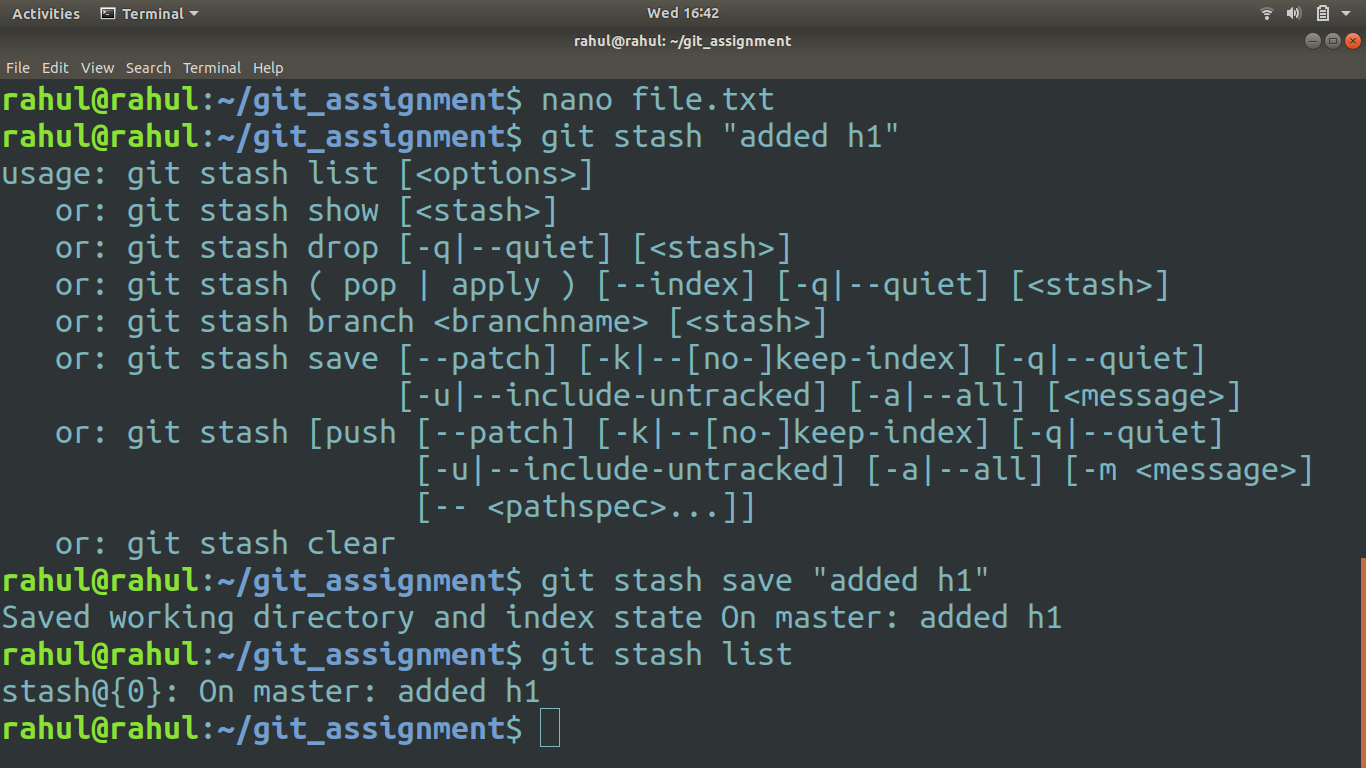 Activities Terminal Wed 16:42
rahul@rahul: ~/git_assignment
File Edit View Search Terminal Help
rahul@rahul:~/git_assignment$ nano file.txt
rahul@rahul:~/git_assignment$ git stash "added h1"
usage: git stash list [<options>]
   or: git stash show [<stash>]
   or: git stash drop [-q|--quiet] [<stash>]
   or: git stash ( pop | apply ) [--index] [-q|--quiet] [<stash>]
   or: git stash branch <branchname> [<stash>]
   or: git stash save [--patch] [-k|--[no-]keep-index] [-q|--quiet]
                      [-u|--include-untracked] [-a|--all] [<message>]
   or: git stash [push [--patch] [-k|--[no-]keep-index] [-q|--quiet]
                       [-u|--include-untracked] [-a|--all] [-m <message>]
                       [-- <pathspec>...]]
   or: git stash clear
rahul@rahul:~/git_assignment$ git stash save "added h1"
Saved working directory and index state On master: added h1
rahul@rahul:~/git_assignment$ git stash list
stash@{0}: On master: added h1
rahul@rahul:~/git_assignment$